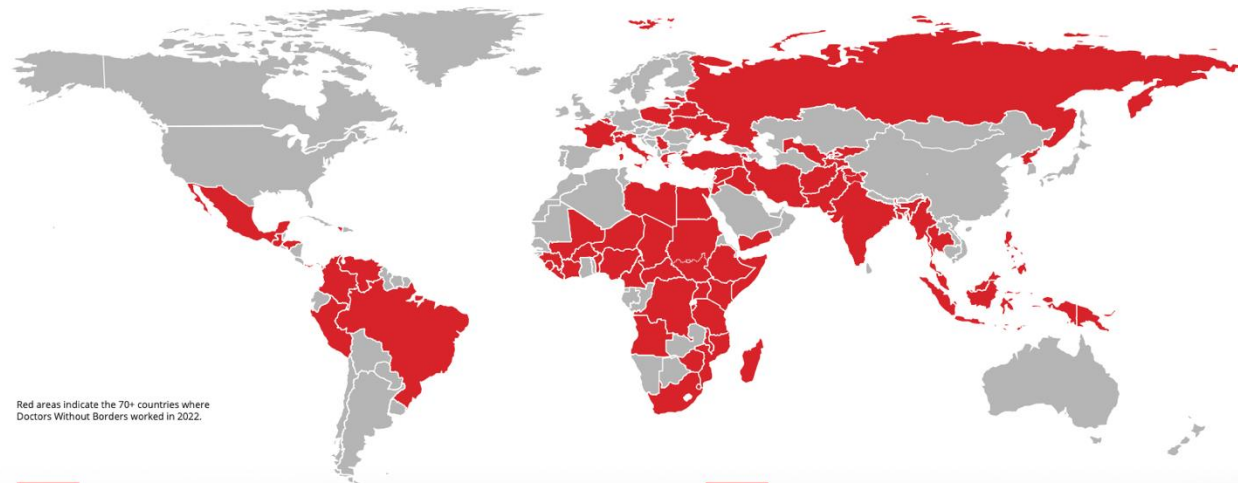 Red areas indicate the 70+ countries where
Doctors Without Borders worked in 2022.